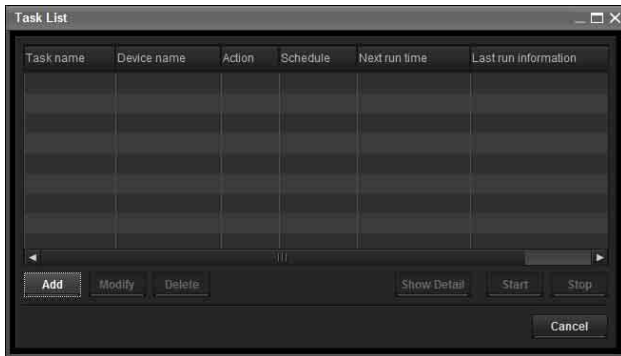 Task List
Task name Device name Action Schedule Next run time Last run information
Add Modify Delete Show Detail Start Stop
Cancel